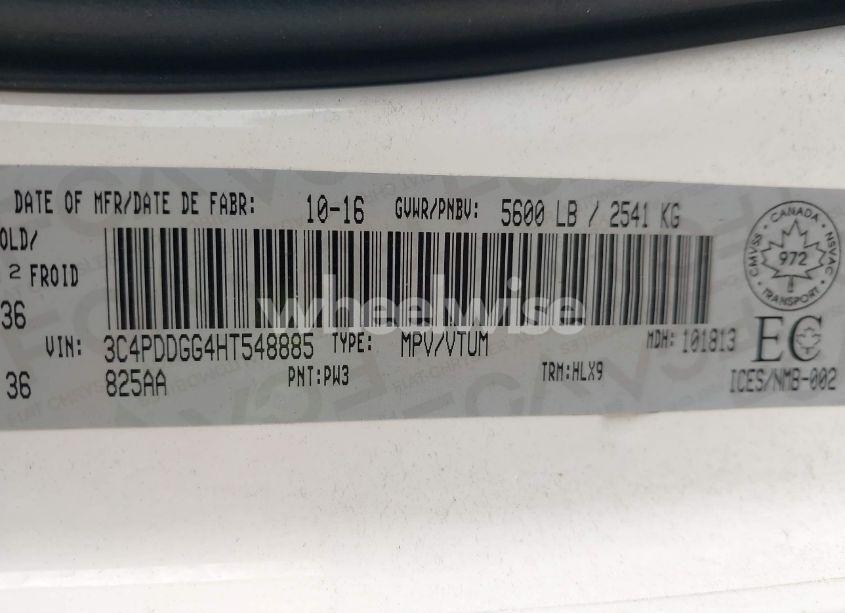 DATE OF MFR/DATE DE FABR: 10-16 GVWR/PNBV: 5600 LB / 2541 KG
OLD/
2 FROID
36
VIN: 3C4PDDGG4HT548885 TYPE: MPV/VTUM MDH: 101813
36 825AA PNT:PW3 TRM:HLX9
CANADA
CMVSS NSVAC
972
TRANSPORT
EC
ICES/NMB-002
wheelwise